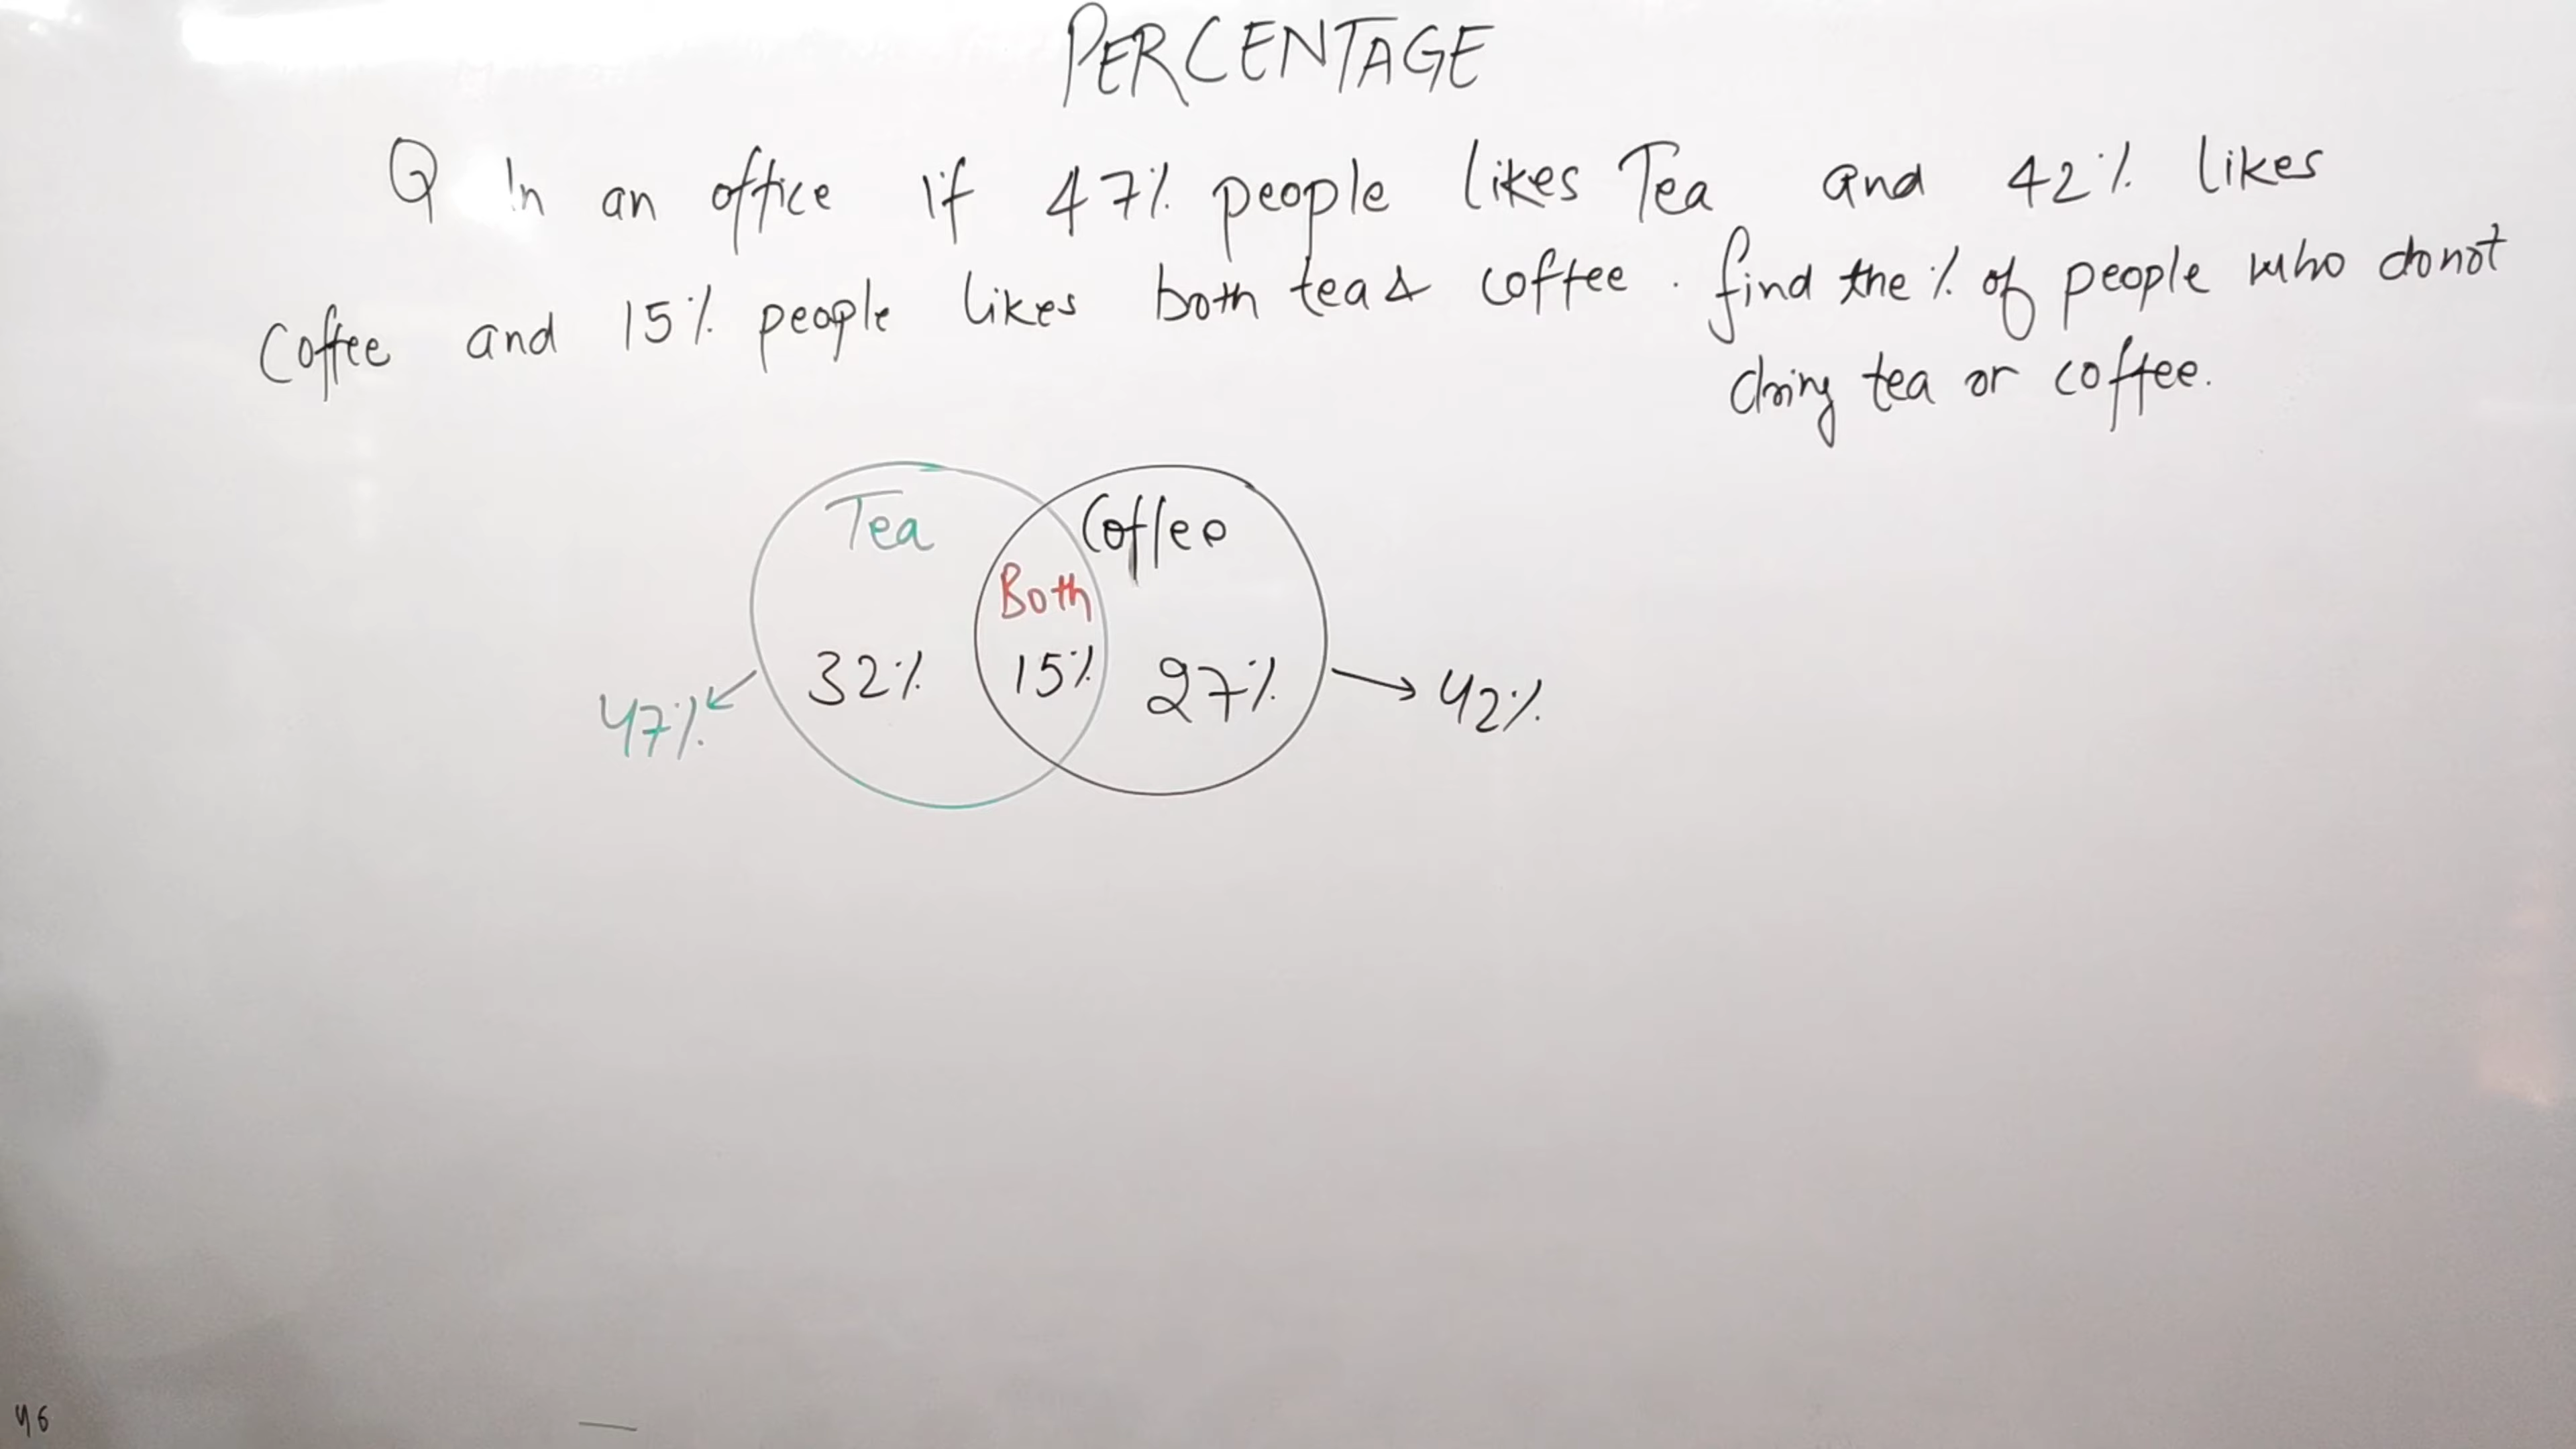 PERCENTAGE
Q In an office if 47% people likes Tea and 42% likes
Coffee and 15% people likes both tea & coffee . find the % of people who donot
dring tea or coffee.
Tea
Coffee
Both
32%
15%
27%
47%
42%
46